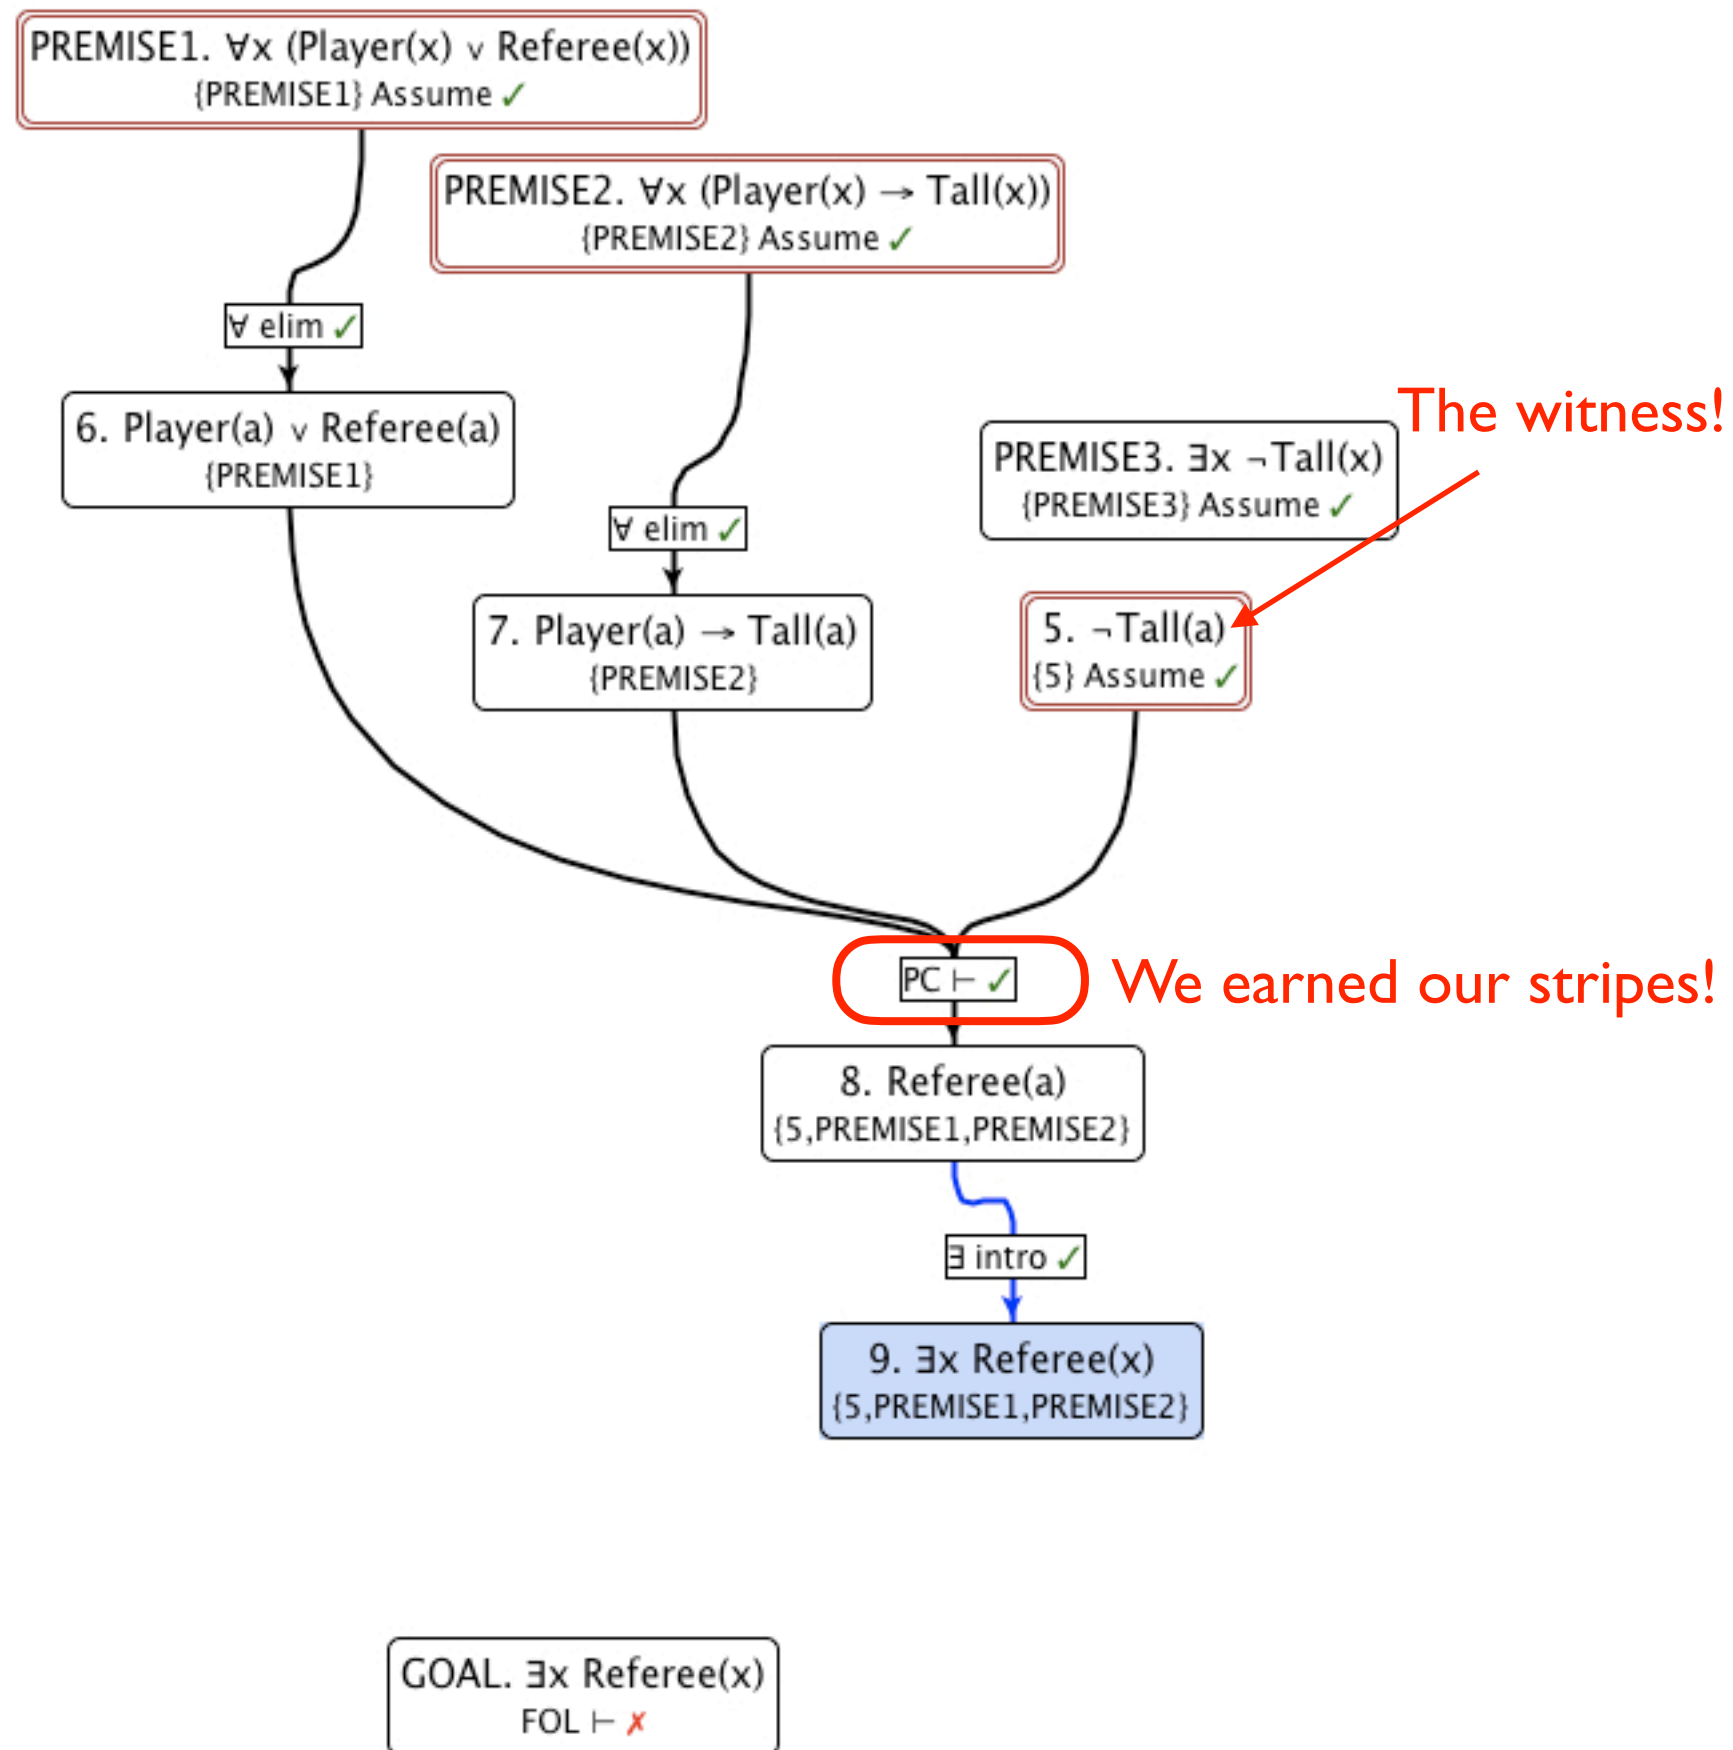 PREMISE1. ∀x (Player(x) ∨ Referee(x))
{PREMISE1} Assume ✓
PREMISE2. ∀x (Player(x) → Tall(x))
{PREMISE2} Assume ✓
∀ elim ✓
6. Player(a) ∨ Referee(a)
{PREMISE1}
The witness!
PREMISE3. ∃x ¬Tall(x)
{PREMISE3} Assume ✓
∀ elim ✓
7. Player(a) → Tall(a)
{PREMISE2}
5. ¬Tall(a)
{5} Assume ✓
PC ⊢ ✓
We earned our stripes!
8. Referee(a)
{5,PREMISE1,PREMISE2}
∃ intro ✓
9. ∃x Referee(x)
{5,PREMISE1,PREMISE2}
GOAL. ∃x Referee(x)
FOL ⊢ ✗